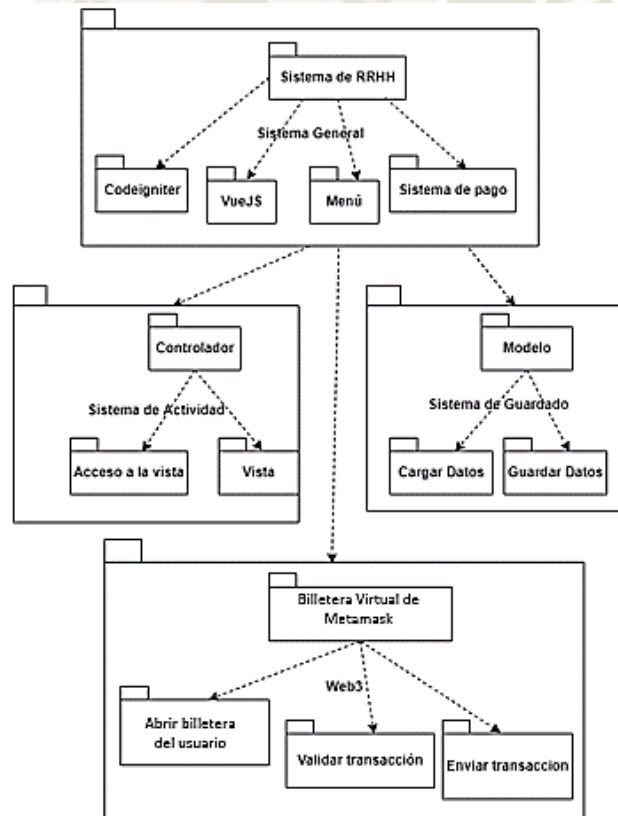 Sistema de RRHH
Sistema General
Codeigniter
VueJS
Menú
Sistema de pago
Controlador
Sistema de Actividad
Acceso a la vista
Vista
Modelo
Sistema de Guardado
Cargar Datos
Guardar Datos
Billetera Virtual de
Metamask
Web3
Abrir billetera
del usuario
Validar transacción
Enviar transaccion